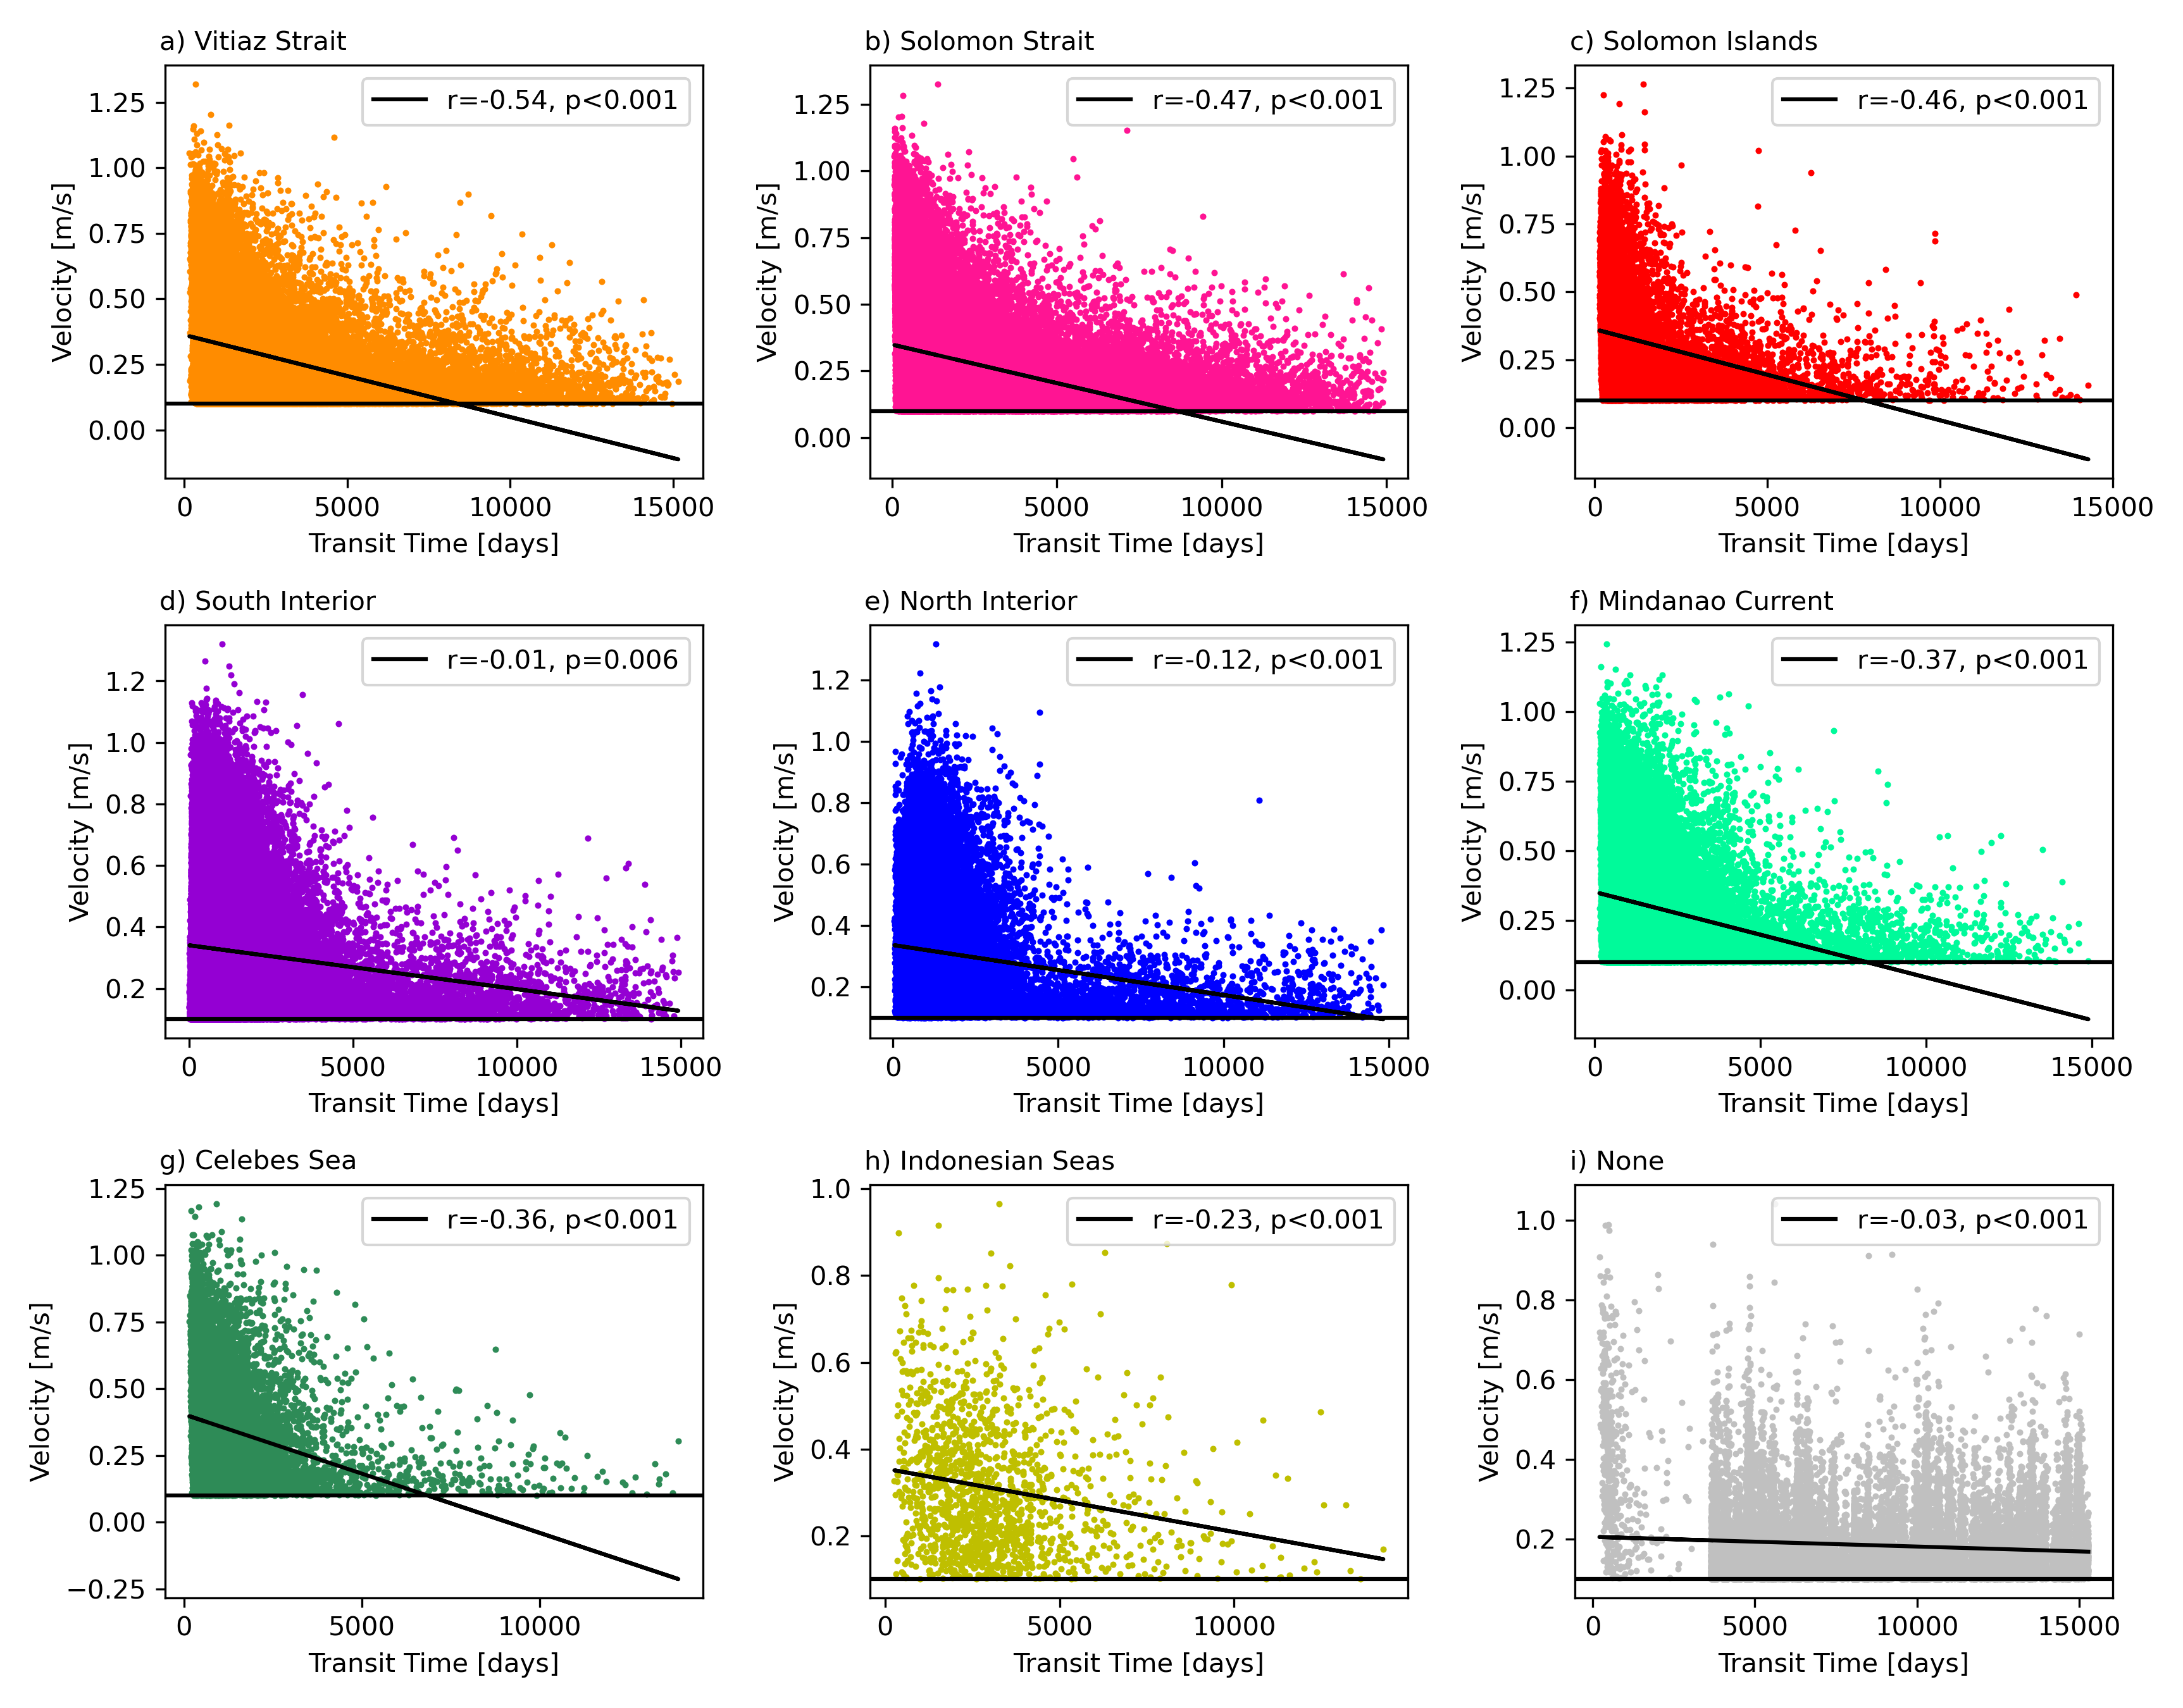 a) Vitiaz Strait
r=-0.54, p<0.001
1.25
1.00
0.75
0.50
0.25
0.00
Velocity [m/s]
0 5000 10000 15000
Transit Time [days]
b) Solomon Strait
r=-0.47, p<0.001
1.25
1.00
0.75
0.50
0.25
0.00
Velocity [m/s]
0 5000 10000 15000
Transit Time [days]
c) Solomon Islands
r=-0.46, p<0.001
1.25
1.00
0.75
0.50
0.25
0.00
Velocity [m/s]
0 5000 10000 15000
Transit Time [days]
d) South Interior
r=-0.01, p=0.006
1.2
1.0
0.8
0.6
0.4
0.2
Velocity [m/s]
0 5000 10000 15000
Transit Time [days]
e) North Interior
r=-0.12, p<0.001
1.2
1.0
0.8
0.6
0.4
0.2
Velocity [m/s]
0 5000 10000 15000
Transit Time [days]
f) Mindanao Current
r=-0.37, p<0.001
1.25
1.00
0.75
0.50
0.25
0.00
Velocity [m/s]
0 5000 10000 15000
Transit Time [days]
g) Celebes Sea
r=-0.36, p<0.001
1.25
1.00
0.75
0.50
0.25
0.00
−0.25
Velocity [m/s]
0 5000 10000
Transit Time [days]
h) Indonesian Seas
r=-0.23, p<0.001
1.0
0.8
0.6
0.4
0.2
Velocity [m/s]
0 5000 10000
Transit Time [days]
i) None
r=-0.03, p<0.001
1.0
0.8
0.6
0.4
0.2
Velocity [m/s]
0 5000 10000 15000
Transit Time [days]